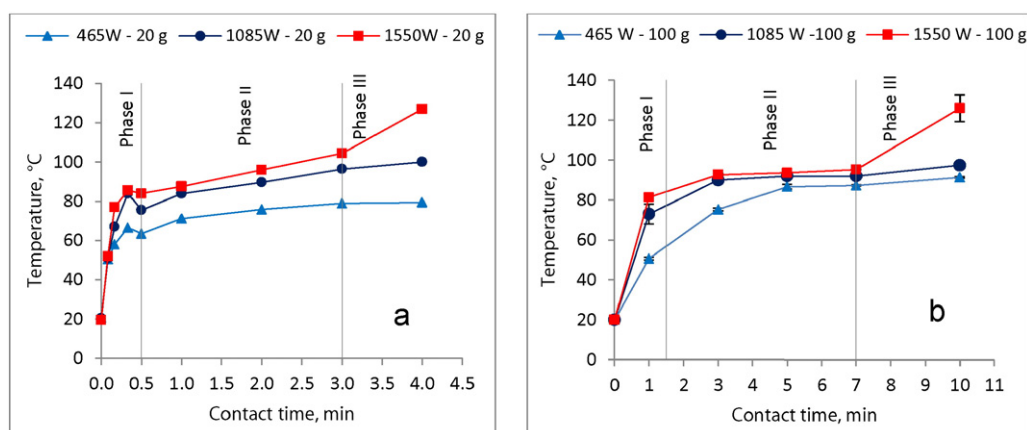 465W - 20 g 1085W - 20 g 1550W - 20 g
Temperature, °C
140
120
100
80
60
40
20
0
Phase I
Phase II
Phase III
a
0.0 0.5 1.0 1.5 2.0 2.5 3.0 3.5 4.0 4.5
Contact time, min
465 W - 100 g 1085 W -100 g 1550 W - 100 g
Temperature, °C
140
120
100
80
60
40
20
0
Phase I
Phase II
Phase III
b
0 1 2 3 4 5 6 7 8 9 10 11
Contact time, min